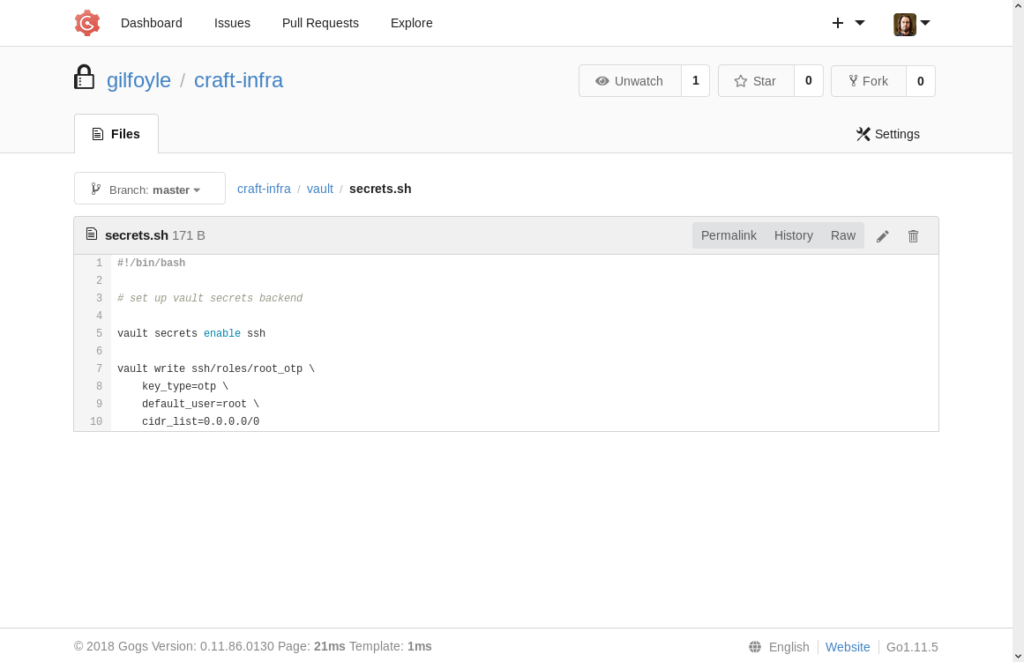 Dashboard Issues Pull Requests Explore
gilfoyle / craft-infra
Unwatch 1 Star 0 Fork 0
Files Settings
Branch: master craft-infra / vault / secrets.sh
secrets.sh 171 B Permalink History Raw
1 #!/bin/bash
2
3 # set up vault secrets backend
4
5 vault secrets enable ssh
6
7 vault write ssh/roles/root_otp \
8 key_type=otp \
9 default_user=root \
10 cidr_list=0.0.0.0/0
© 2018 Gogs Version: 0.11.86.0130 Page: 21ms Template: 1ms English Website Go1.11.5